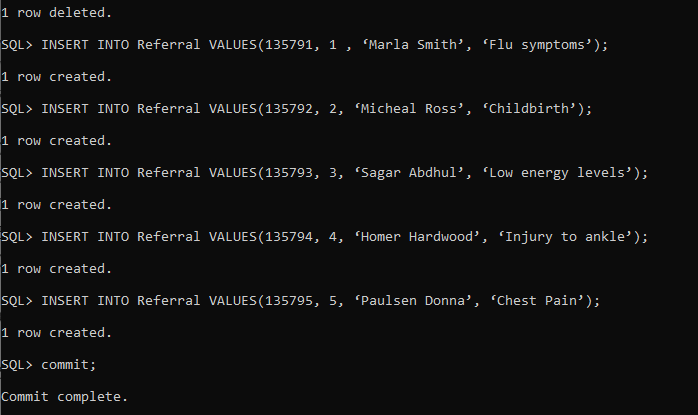 1 row deleted.
SQL> INSERT INTO Referral VALUES(135791, 1 , ‘Marla Smith’, ‘Flu symptoms’);
1 row created.
SQL> INSERT INTO Referral VALUES(135792, 2, ‘Micheal Ross’, ‘Childbirth’);
1 row created.
SQL> INSERT INTO Referral VALUES(135793, 3, ‘Sagar Abdhul’, ‘Low energy levels’);
1 row created.
SQL> INSERT INTO Referral VALUES(135794, 4, ‘Homer Hardwood’, ‘Injury to ankle’);
1 row created.
SQL> INSERT INTO Referral VALUES(135795, 5, ‘Paulsen Donna’, ‘Chest Pain’);
1 row created.
SQL> commit;
Commit complete.